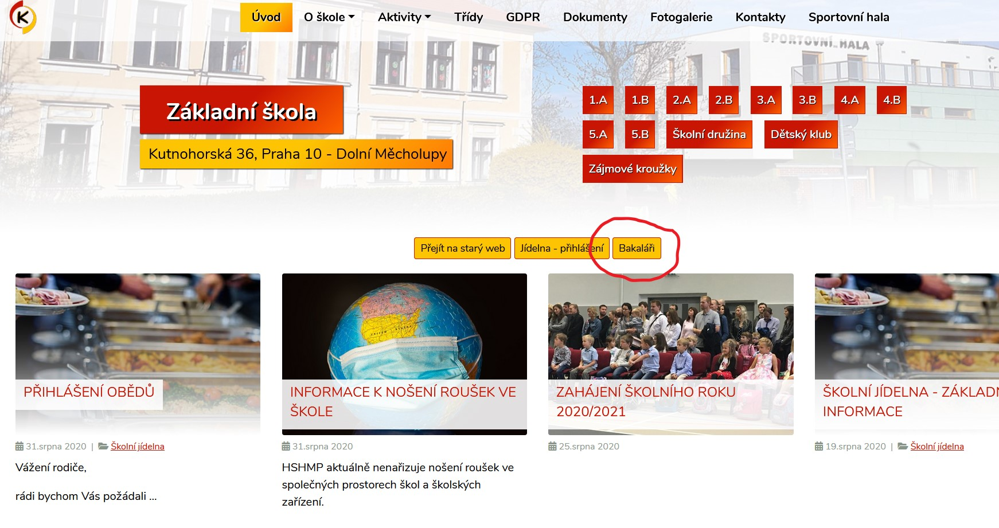 K
Úvod
O škole
Aktivity
Třídy
GDPR
Dokumenty
Fotogalerie
Kontakty
Sportovní hala
SPORTOVNÍ HALA
Základní škola
Kutnohorská 36, Praha 10 - Dolní Měcholupy
1.A
1.B
2.A
2.B
3.A
3.B
4.A
4.B
5.A
5.B
Školní družina
Dětský klub
Zájmové kroužky
Přejít na starý web
Jídelna - přihlášení
Bakaláři
PŘIHLÁŠENÍ OBĚDŮ
31.srpna 2020 | Školní jídelna
Vážení rodiče,
rádi bychom Vás požádali ...
UNITED STATES
INFORMACE K NOŠENÍ ROUŠEK VE
ŠKOLE
31.srpna 2020
HSHMP aktuálně nenařizuje nošení roušek ve
společných prostorech škol a školských
zařízení.
ZAHÁJENÍ ŠKOLNÍHO ROKU
2020/2021
25.srpna 2020
ŠKOLNÍ JÍDELNA - ZÁKLADN
INFORMACE
19.srpna 2020 | Školní jídelna